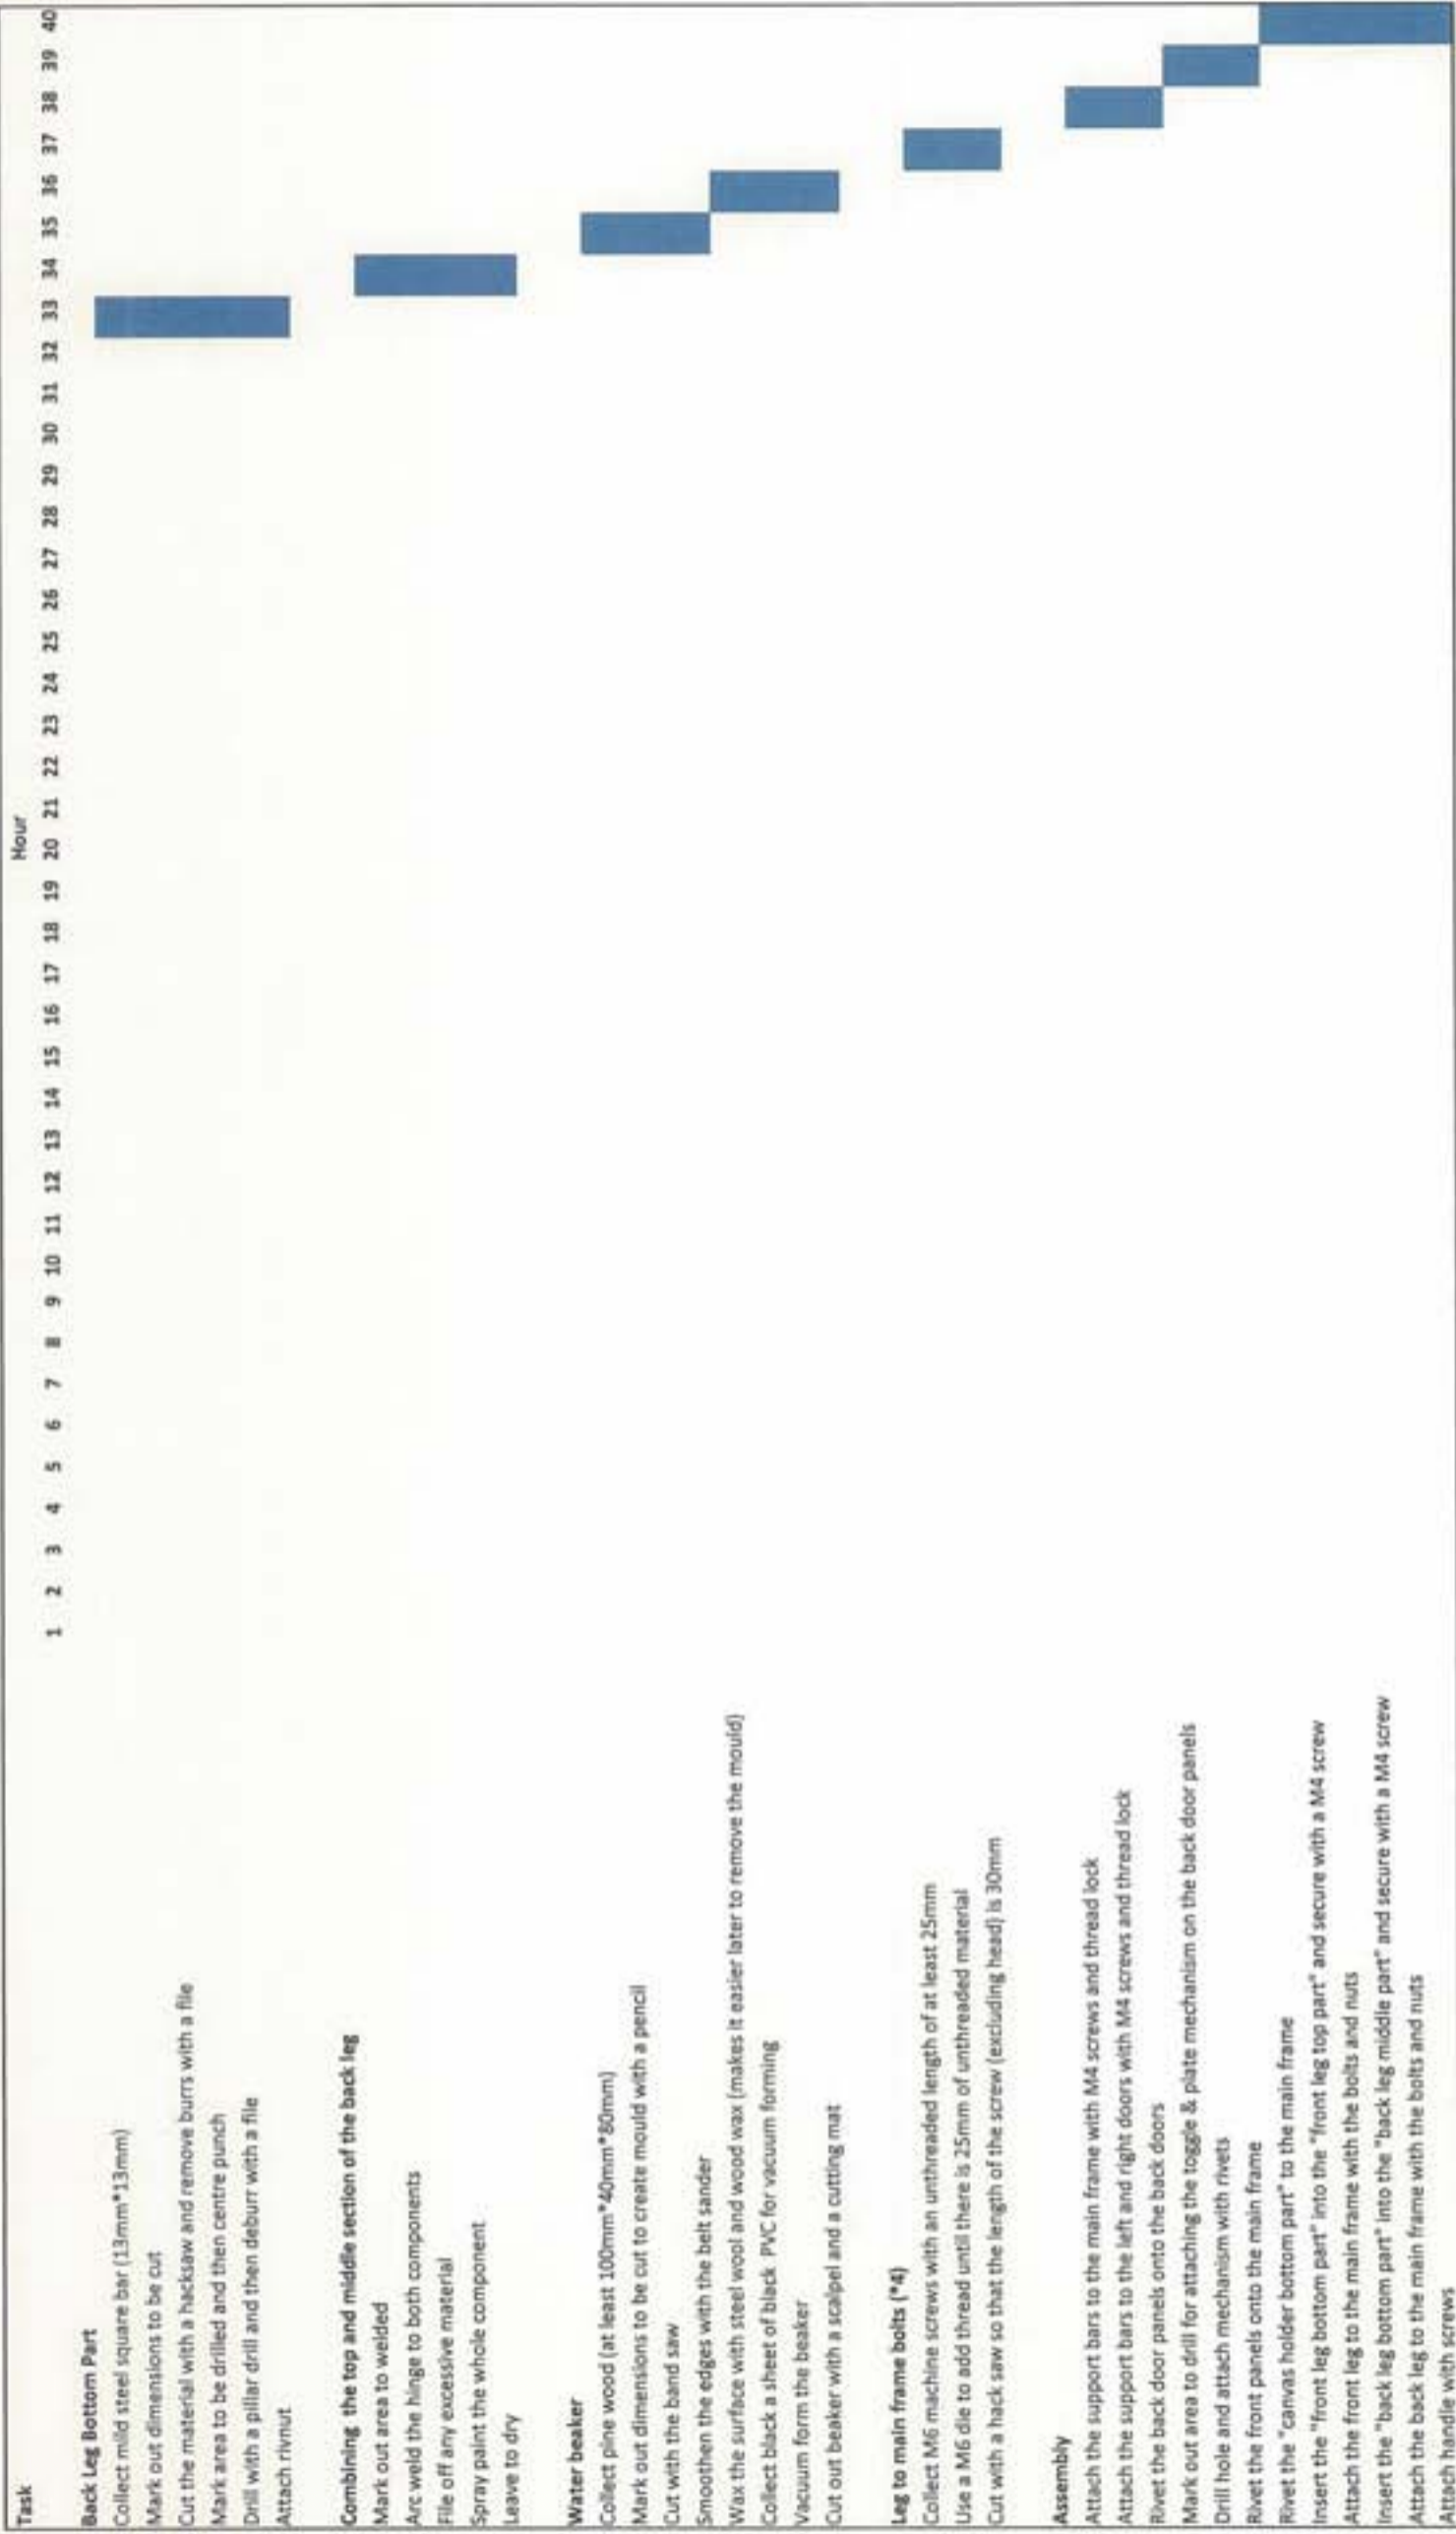 Task
Hour
1 2 3 4 5 6 7 8 9 10 11 12 13 14 15 16 17 18 19 20 21 22 23 24 25 26 27 28 29 30 31 32 33 34 35 36 37 38 39 40
Back Leg Bottom Part
Collect mild steel square bar (13mm*13mm)
Mark out dimensions to be cut
Cut the material with a hacksaw and remove burrs with a file
Mark area to be drilled and then centre punch
Drill with a pillar drill and then deburr with a file
Attach rivnut
Combining the top and middle section of the back leg
Mark out area to welded
Arc weld the hinge to both components
File off any excessive material
Spray paint the whole component
Leave to dry
Water beaker
Collect pine wood (at least 100mm*40mm*80mm)
Mark out dimensions to be cut to create mould with a pencil
Cut with the band saw
Smoothen the edges with the belt sander
Wax the surface with steel wool and wood wax (makes it easier later to remove the mould)
Collect black a sheet of black PVC for vacuum forming
Vacuum form the beaker
Cut out beaker with a scalpel and a cutting mat
Leg to main frame bolts (*4)
Collect M6 machine screws with an unthreaded length of at least 25mm
Use a M6 die to add thread until there is 25mm of unthreaded material
Cut with a hack saw so that the length of the screw (excluding head) is 30mm
Assembly
Attach the support bars to the main frame with M4 screws and thread lock
Attach the support bars to the left and right doors with M4 screws and thread lock
Rivet the back door panels onto the back doors
Mark out area to drill for attaching the toggle & plate mechanism on the back door panels
Drill hole and attach mechanism with rivets
Rivet the front panels onto the main frame
Rivet the "canvas holder bottom part" to the main frame
Insert the "front leg bottom part" into the "front leg top part" and secure with a M4 screw
Attach the front leg to the main frame with the bolts and nuts
Insert the "back leg bottom part" into the "back leg middle part" and secure with a M4 screw
Attach the back leg to the main frame with the bolts and nuts
Attach handle with screws